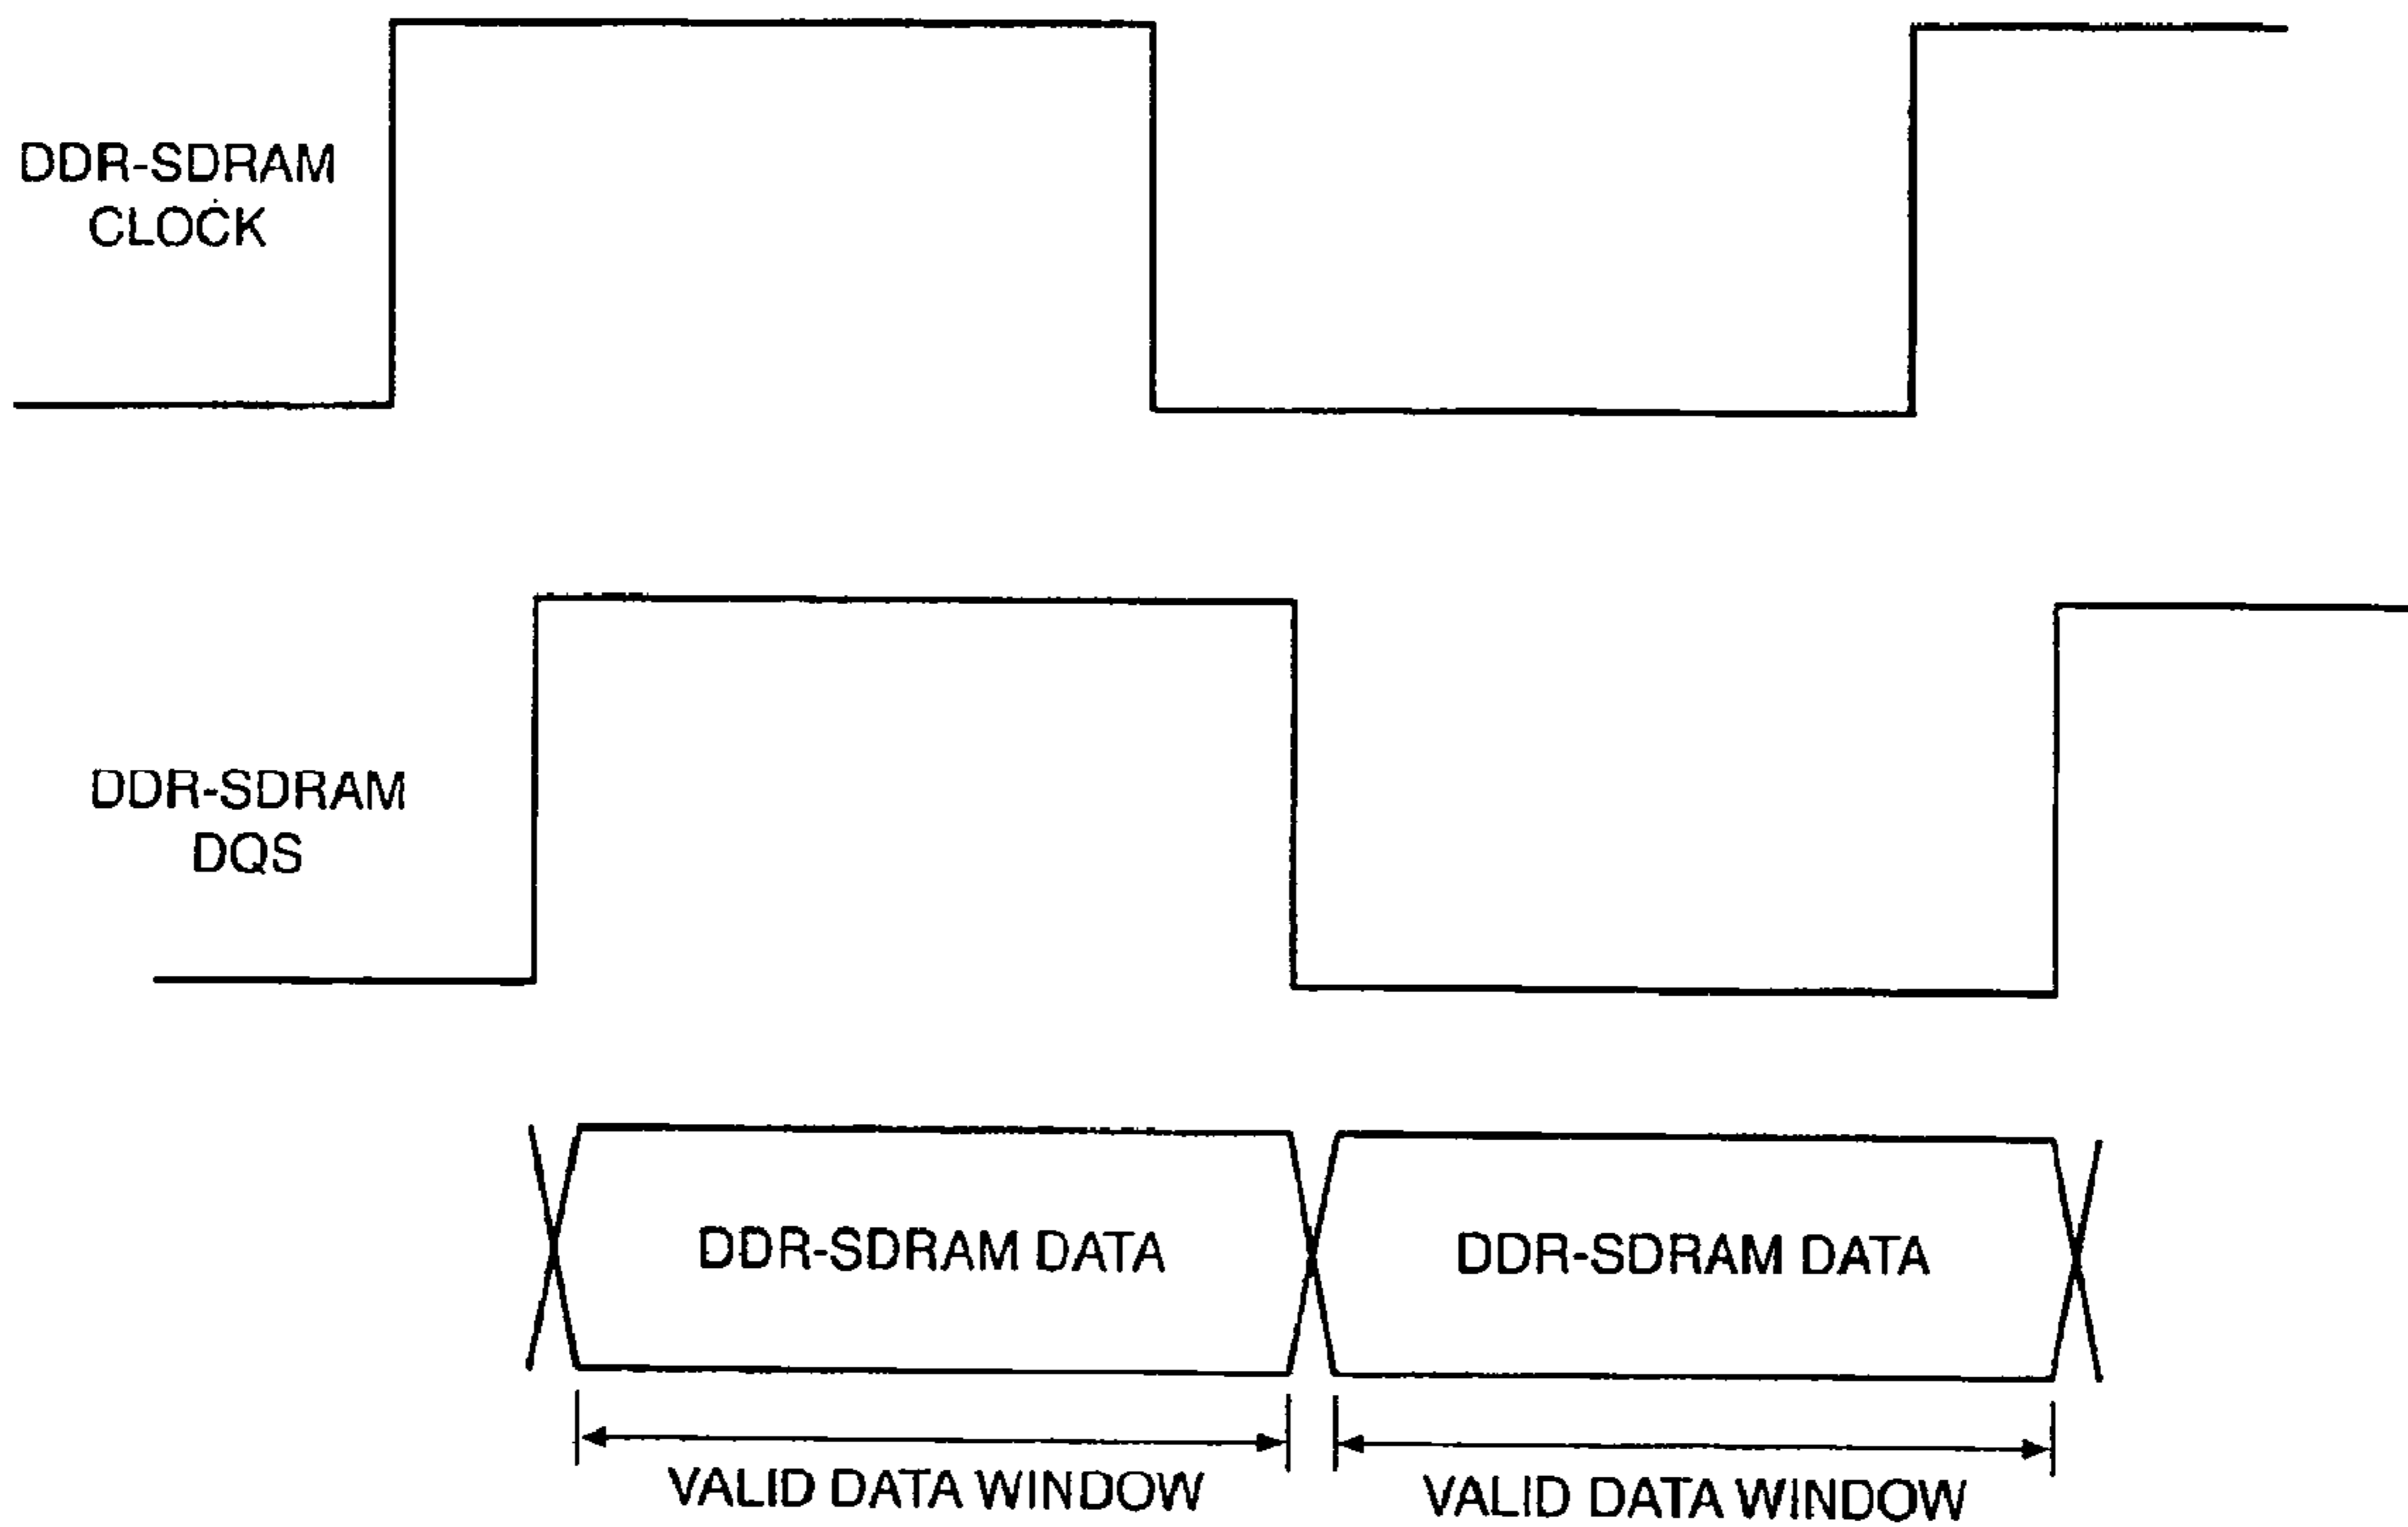 DDR-SDRAM
CLOCK
DDR-SDRAM
DQS
DDR-SDRAM DATA
DDR-SDRAM DATA
VALID DATA WINDOW
VALID DATA WINDOW